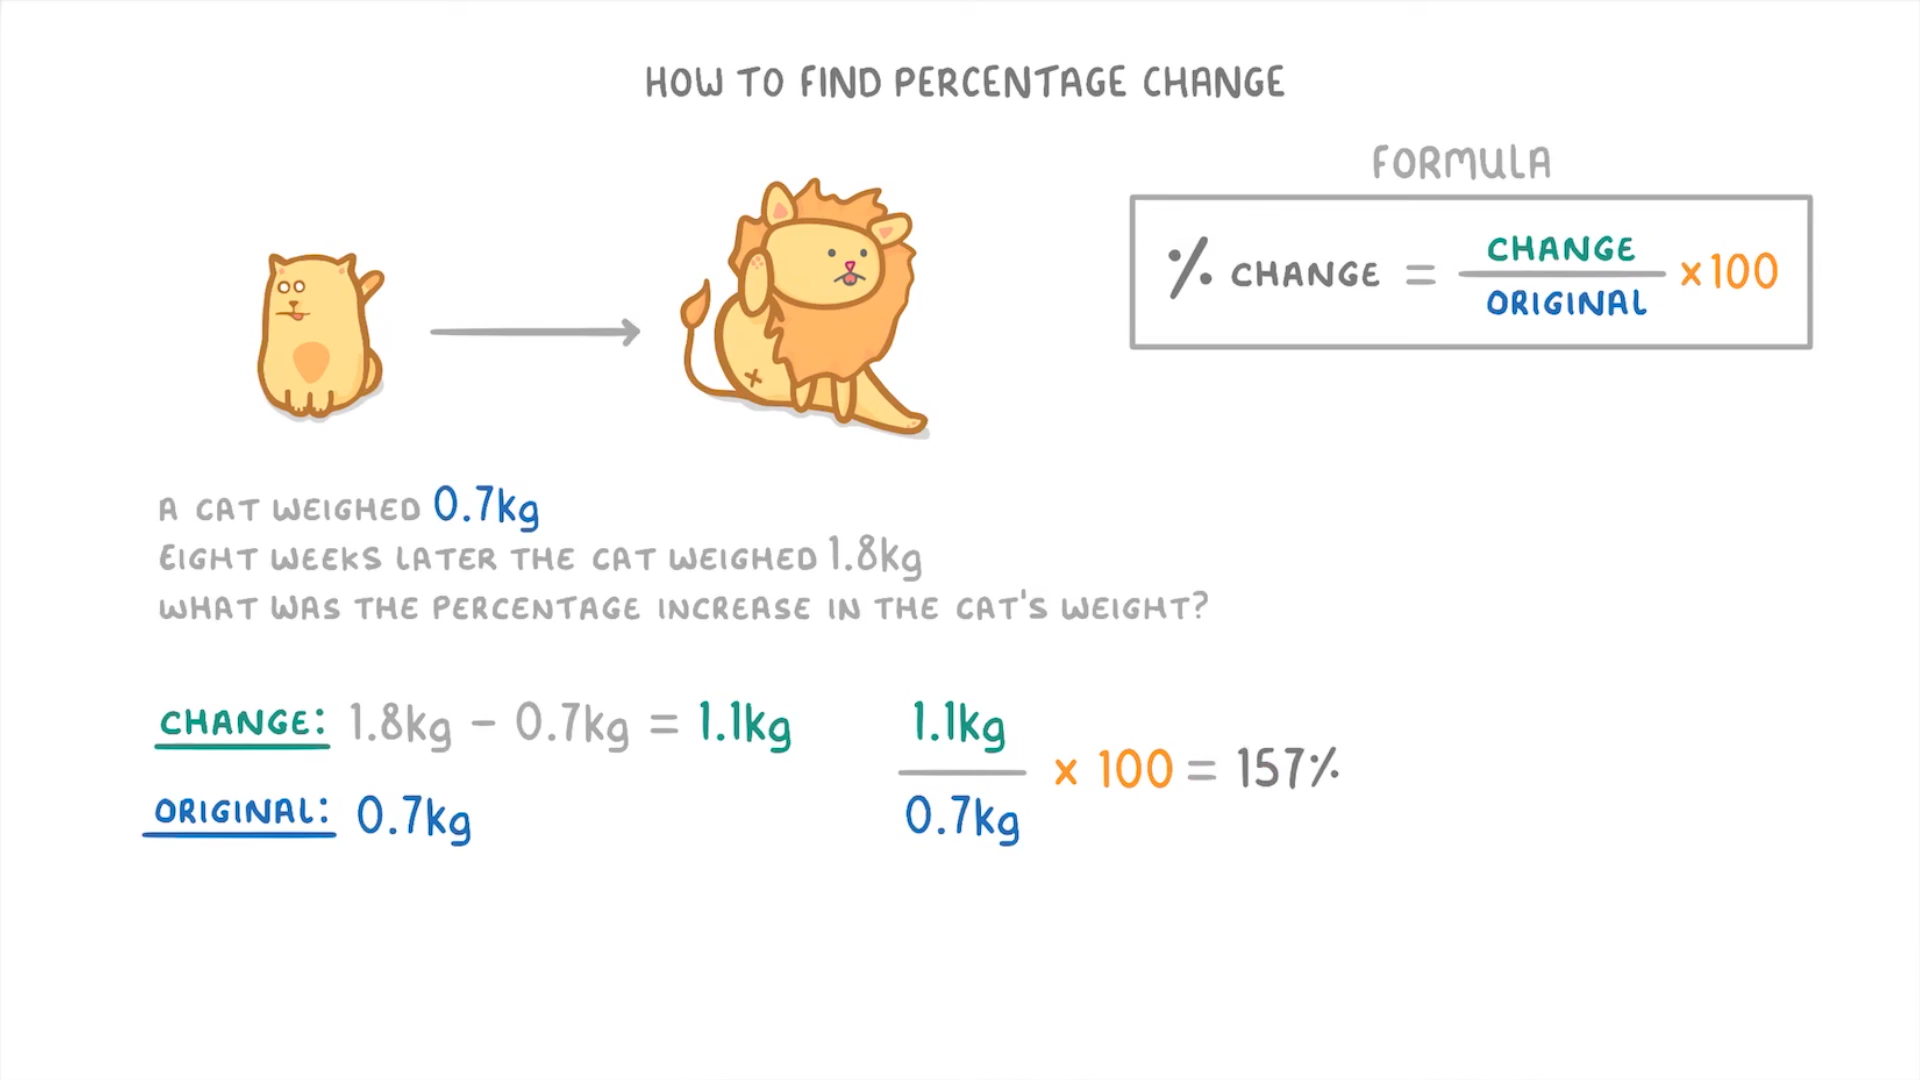 HOW TO FIND PERCENTAGE CHANGE
FORMULA
% CHANGE = CHANGE / ORIGINAL ×100
A CAT WEIGHED 0.7kg
EIGHT WEEKS LATER THE CAT WEIGHED 1.8kg
WHAT WAS THE PERCENTAGE INCREASE IN THE CAT'S WEIGHT?
CHANGE: 1.8kg - 0.7kg = 1.1kg
ORIGINAL: 0.7kg
1.1kg / 0.7kg × 100 = 157%